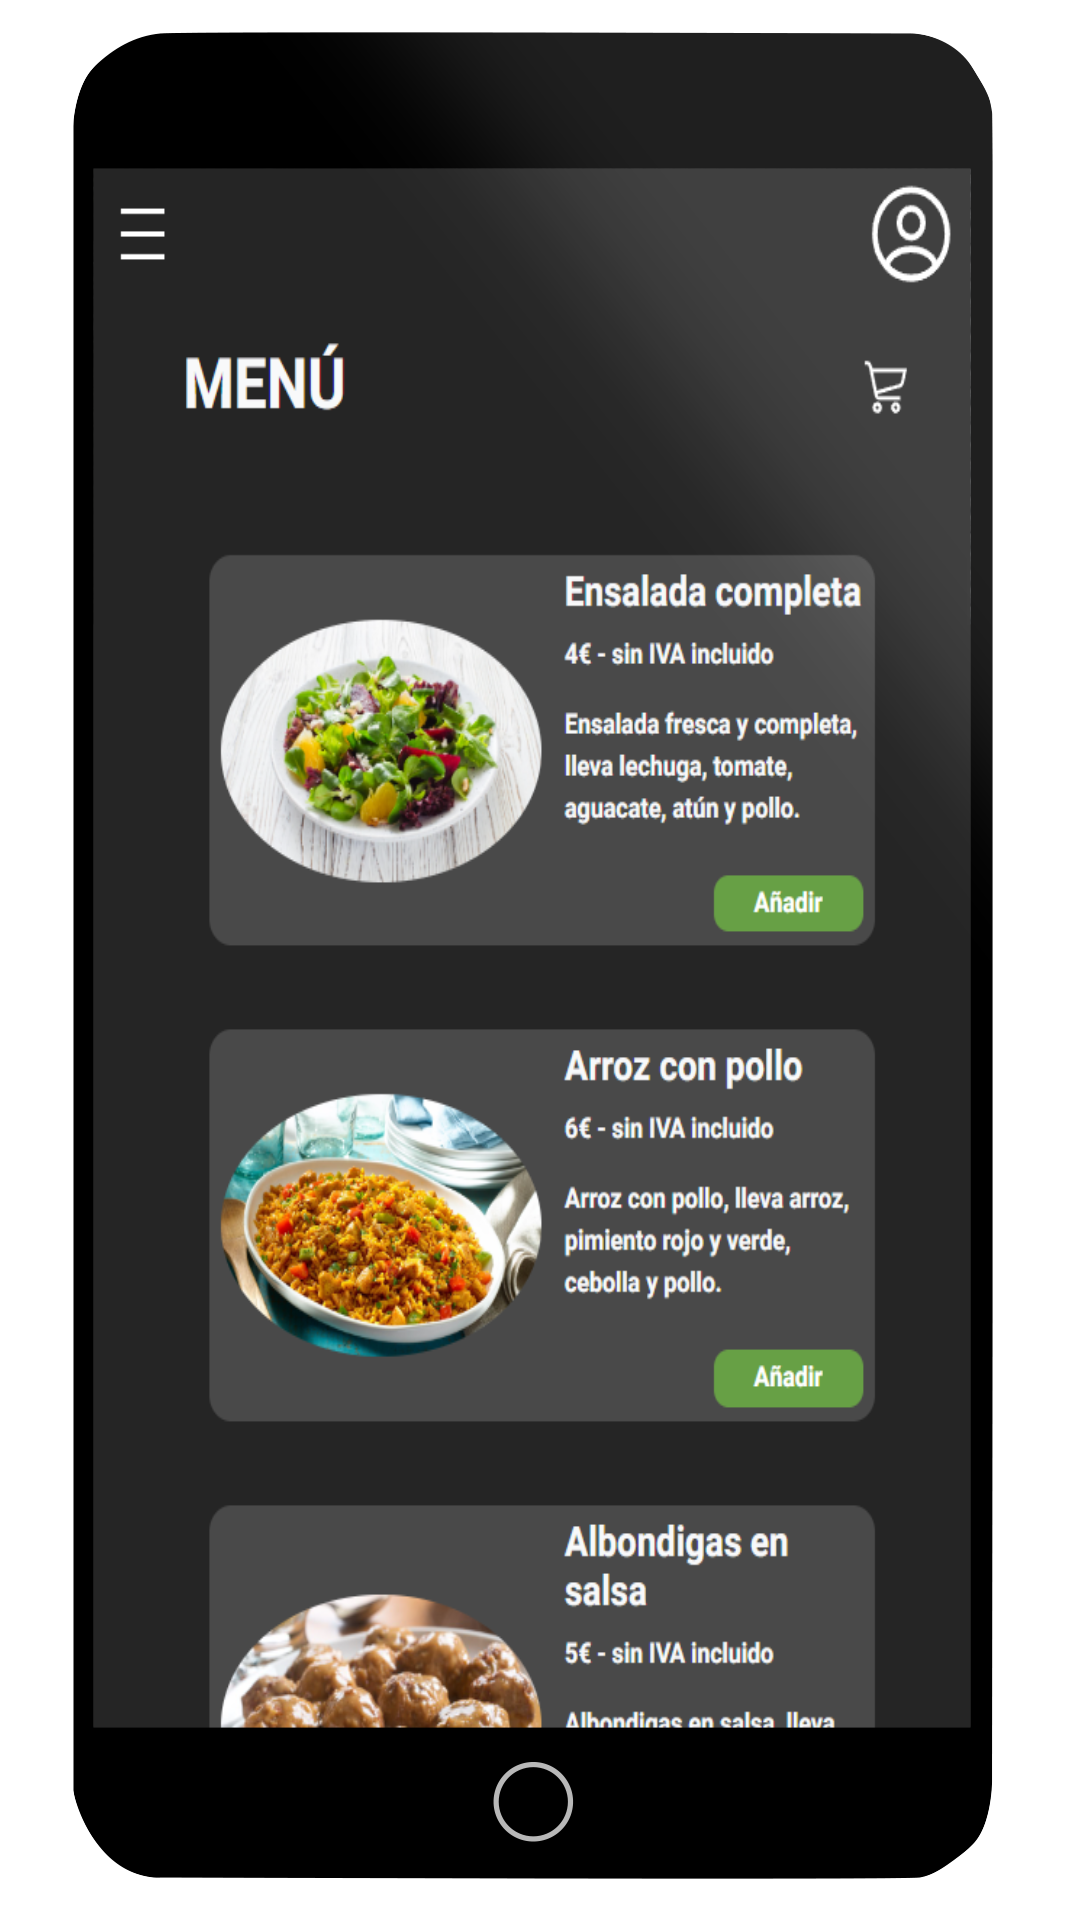 MENÚ
Ensalada completa
4€ - sin IVA incluido
Ensalada fresca y completa,
lleva lechuga, tomate,
aguacate, atún y pollo.
Añadir
Arroz con pollo
6€ - sin IVA incluido
Arroz con pollo, lleva arroz,
pimiento rojo y verde,
cebolla y pollo.
Añadir
Albondigas en
salsa
5€ - sin IVA incluido
Albondigas en salsa, lleva